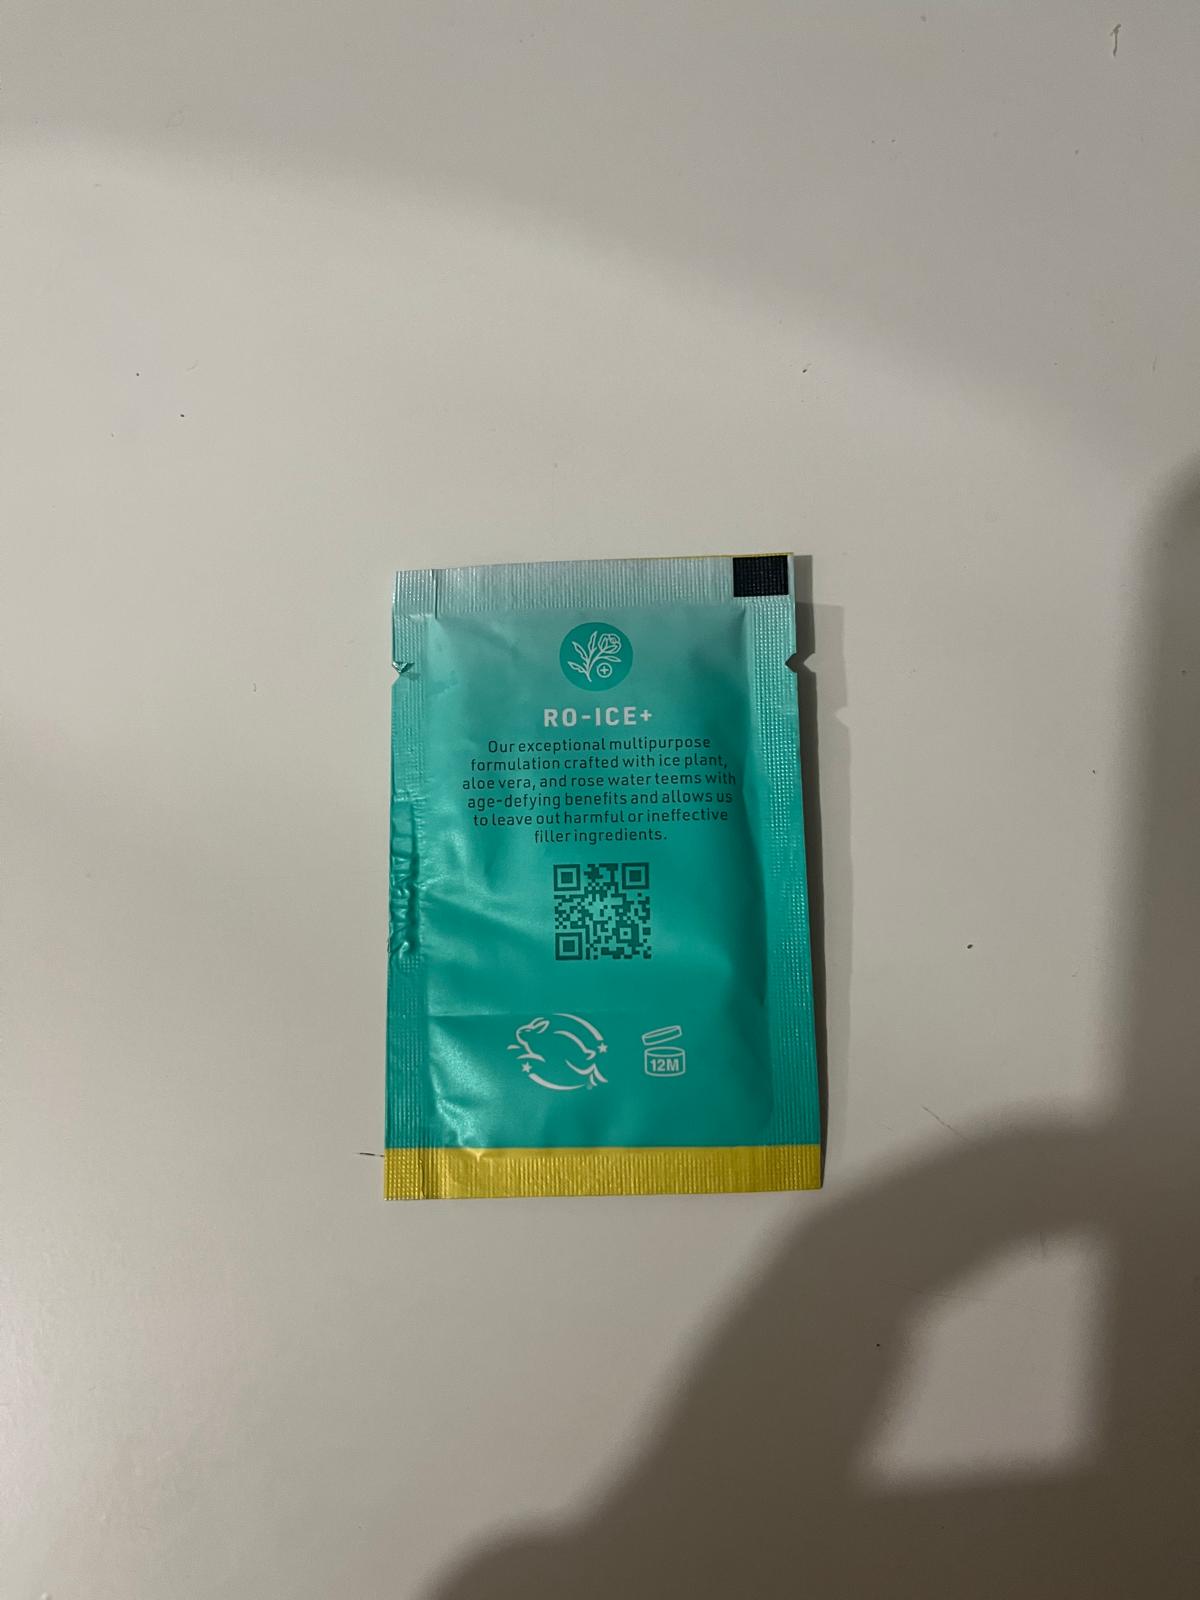 RO-ICE+
Our exceptional multipurpose
formulation crafted with ice plant,
aloe vera, and rose water teems with
age-defying benefits and allows us
to leave out harmful or ineffective
filler ingredients.
12M